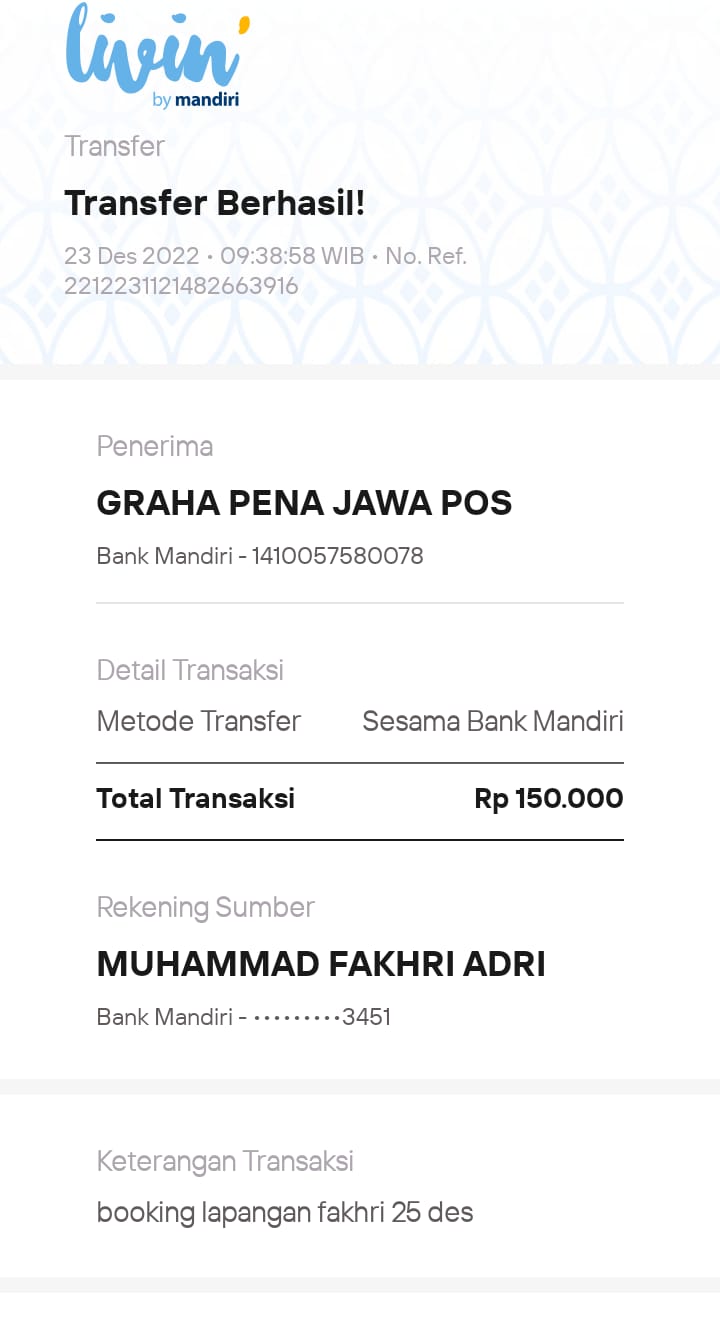 livin'
by mandiri
Transfer
Transfer Berhasil!
23 Des 2022 • 09:38:58 WIB • No. Ref.
2212231121482663916
Penerima
GRAHA PENA JAWA POS
Bank Mandiri - 1410057580078
Detail Transaksi
Metode Transfer Sesama Bank Mandiri
Total Transaksi Rp 150.000
Rekening Sumber
MUHAMMAD FAKHRI ADRI
Bank Mandiri - •••••••••3451
Keterangan Transaksi
booking lapangan fakhri 25 des